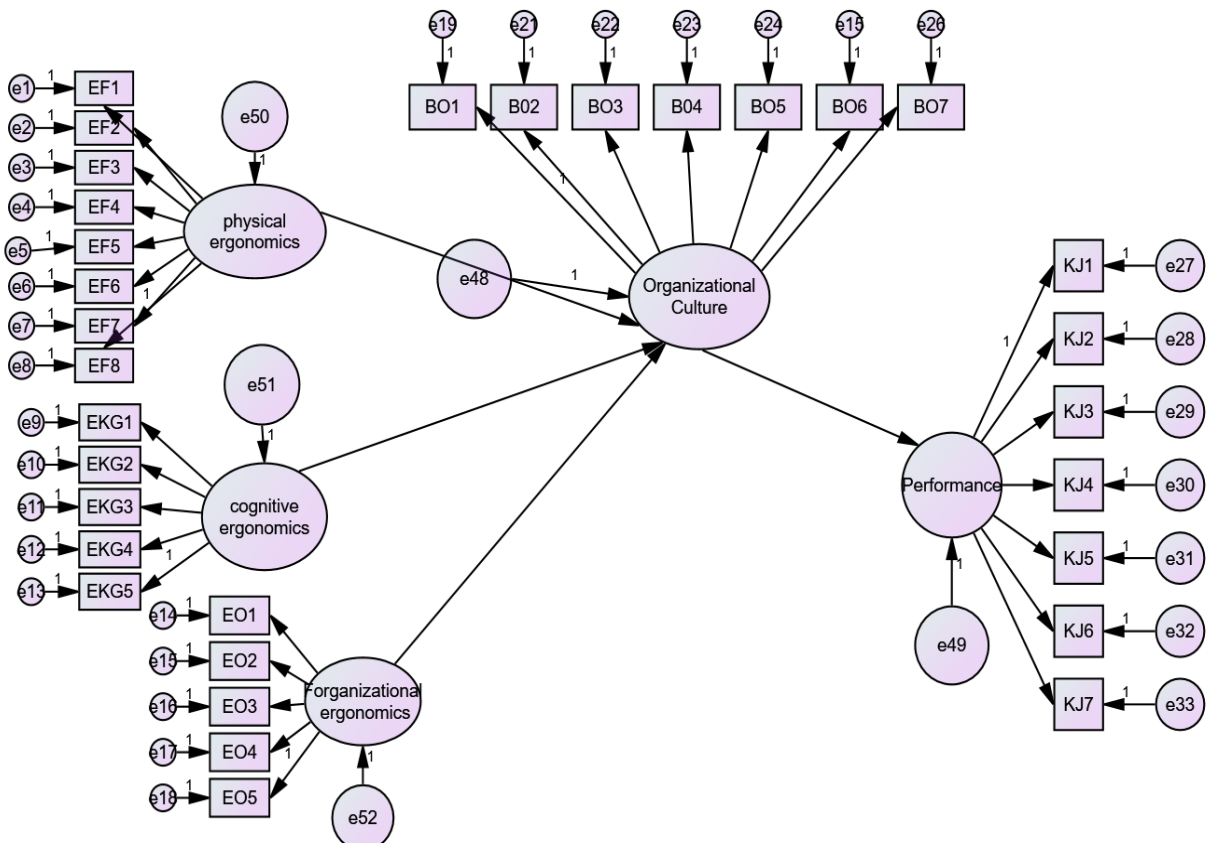 e19
e21
e22
e23
e24
e15
e26
1
1
1
1
1
1
1
BO1
B02
BO3
B04
BO5
BO6
BO7
1
e1
1
EF1
e2
1
EF2
e3
1
EF3
e4
1
EF4
e5
1
EF5
e6
1
EF6
e7
1
EF7
e8
1
EF8
1
e50
1
physical
ergonomics
e48
1
Organizational
Culture
e51
1
e9
1
EKG1
e10
1
EKG2
e11
1
EKG3
e12
1
EKG4
e13
1
EKG5
1
cognitive
ergonomics
e14
1
EO1
e15
1
EO2
e16
1
EO3
e17
1
EO4
e18
1
EO5
1
Forganizational
ergonomics
1
e52
Performance
1
e49
1
KJ1
1
e27
KJ2
1
e28
KJ3
1
e29
KJ4
1
e30
KJ5
1
e31
KJ6
1
e32
KJ7
1
e33